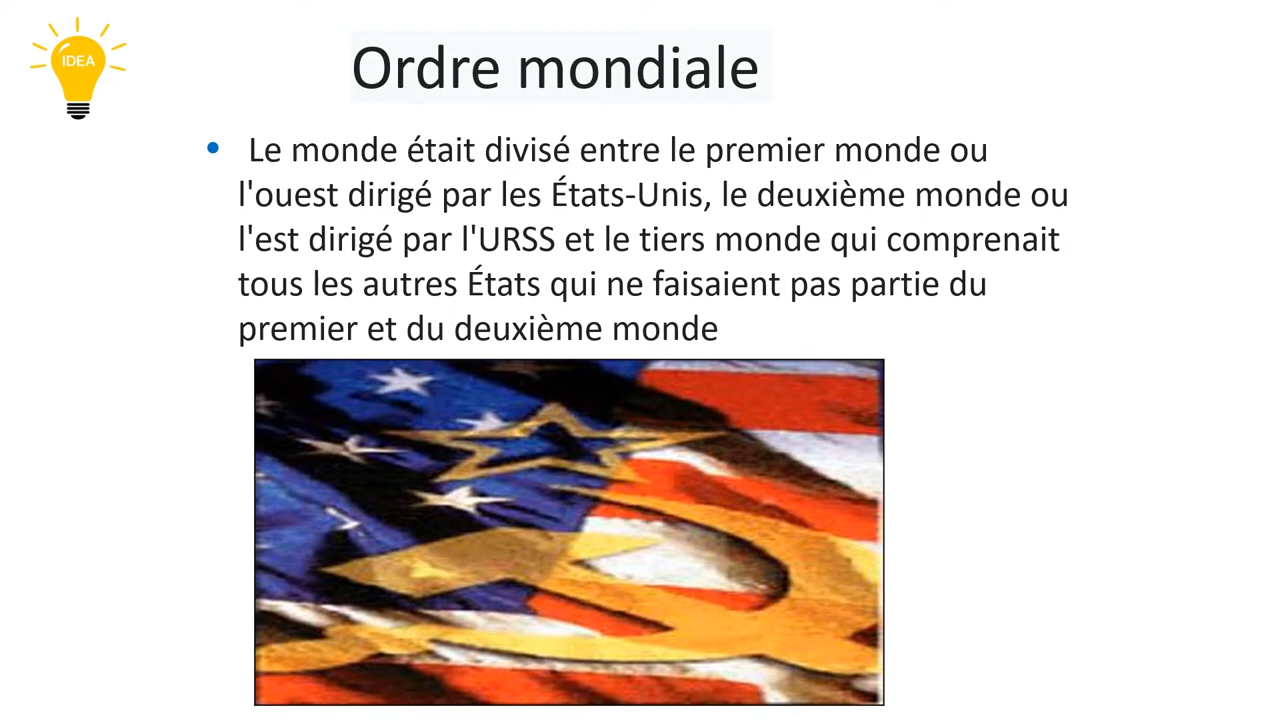 IDEA
Ordre mondiale
• Le monde était divisé entre le premier monde ou
l'ouest dirigé par les États-Unis, le deuxième monde ou
l'est dirigé par l'URSS et le tiers monde qui comprenait
tous les autres États qui ne faisaient pas partie du
premier et du deuxième monde